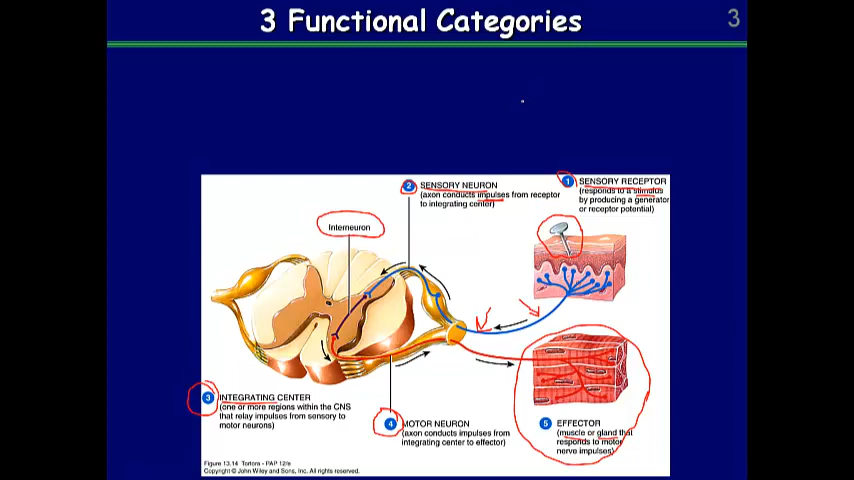 3 Functional Categories
3
2 SENSORY NEURON
(axon conducts impulses from receptor
to integrating center)
1 SENSORY RECEPTOR
(responds to a stimulus
by producing a generator
or receptor potential)
Interneuron
3 INTEGRATING CENTER
(one or more regions within the CNS
that relay impulses from sensory to
motor neurons)
4 MOTOR NEURON
(axon conducts impulses from
integrating center to effector)
5 EFFECTOR
(muscle or gland that
responds to motor
nerve impulses)
Figure 13.14 Tortora - PAP 12/e
Copyright © John Wiley and Sons, Inc. All rights reserved.